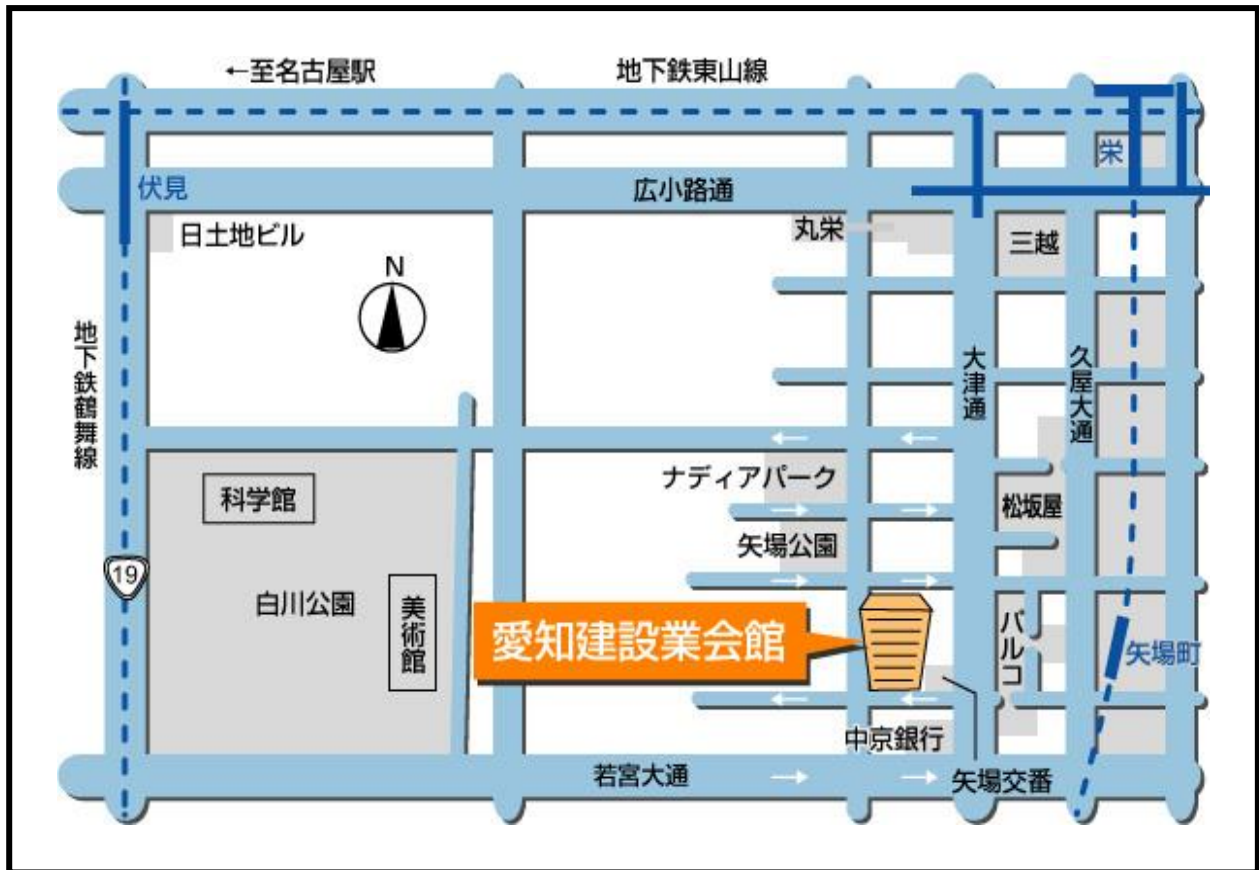 ←至名古屋駅
地下鉄東山線
栄
伏見
広小路通
日土地ビル
丸栄
三越
N
地下鉄鶴舞線
大津通
久屋大通
ナディアパーク
科学館
松坂屋
矢場公園
19
白川公園
美術館
愛知建設業会館
パルコ
矢場町
中京銀行
若宮大通
矢場交番